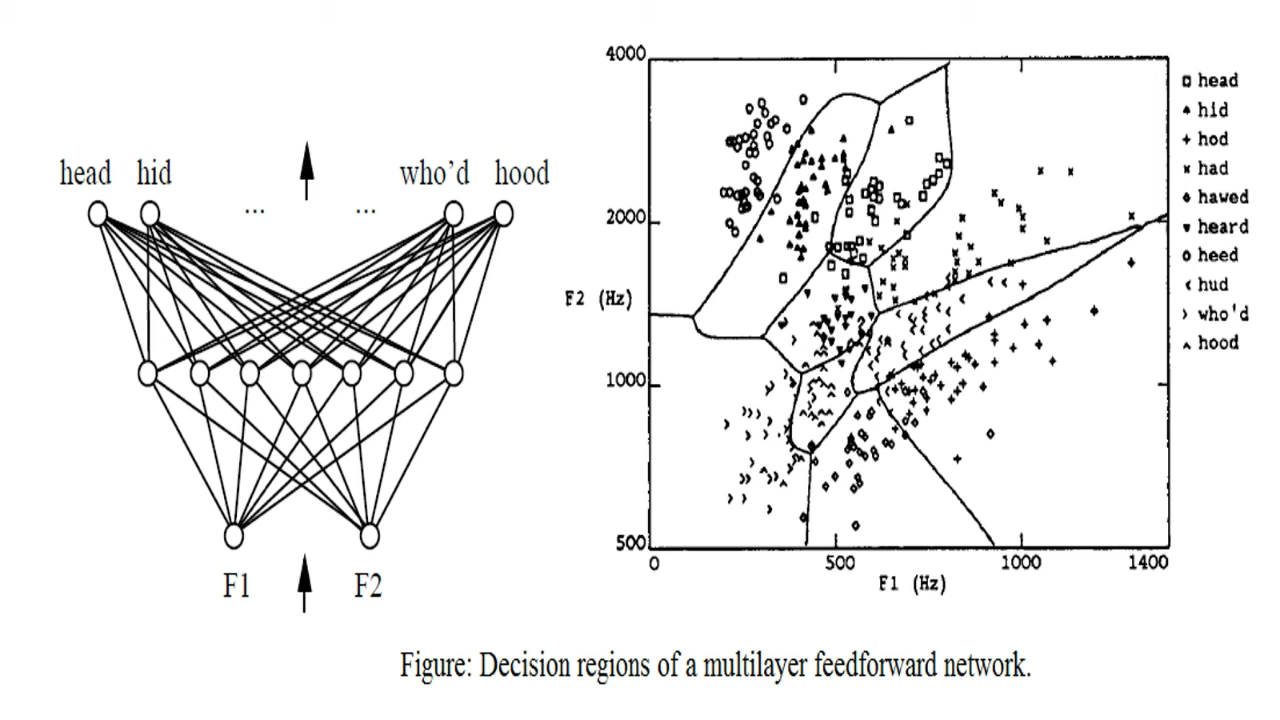 head hid who'd hood
... ...
F1 F2
4000
2000
F2 (Hz)
1000
500
0 500 1000 1400
F1 (Hz)
head
hid
hod
had
hawed
heard
heed
hud
who'd
hood
Figure: Decision regions of a multilayer feedforward network.